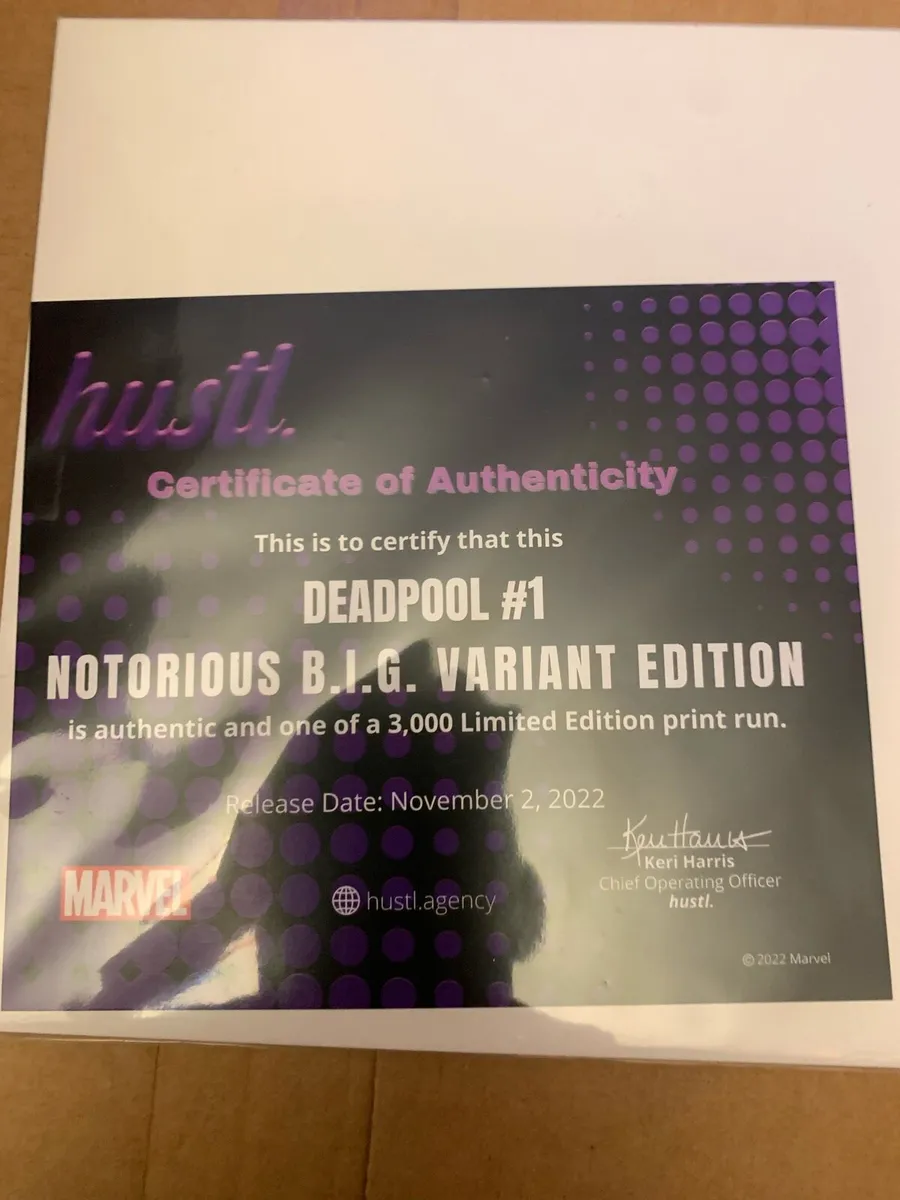 hustl.
Certificate of Authenticity
This is to certify that this
DEADPOOL #1
NOTORIOUS B.I.G. VARIANT EDITION
is authentic and one of a 3,000 Limited Edition print run.
Release Date: November 2, 2022
Keri Harris
Keri Harris
Chief Operating Officer
hustl.
MARVEL
hustl.agency
© 2022 Marvel